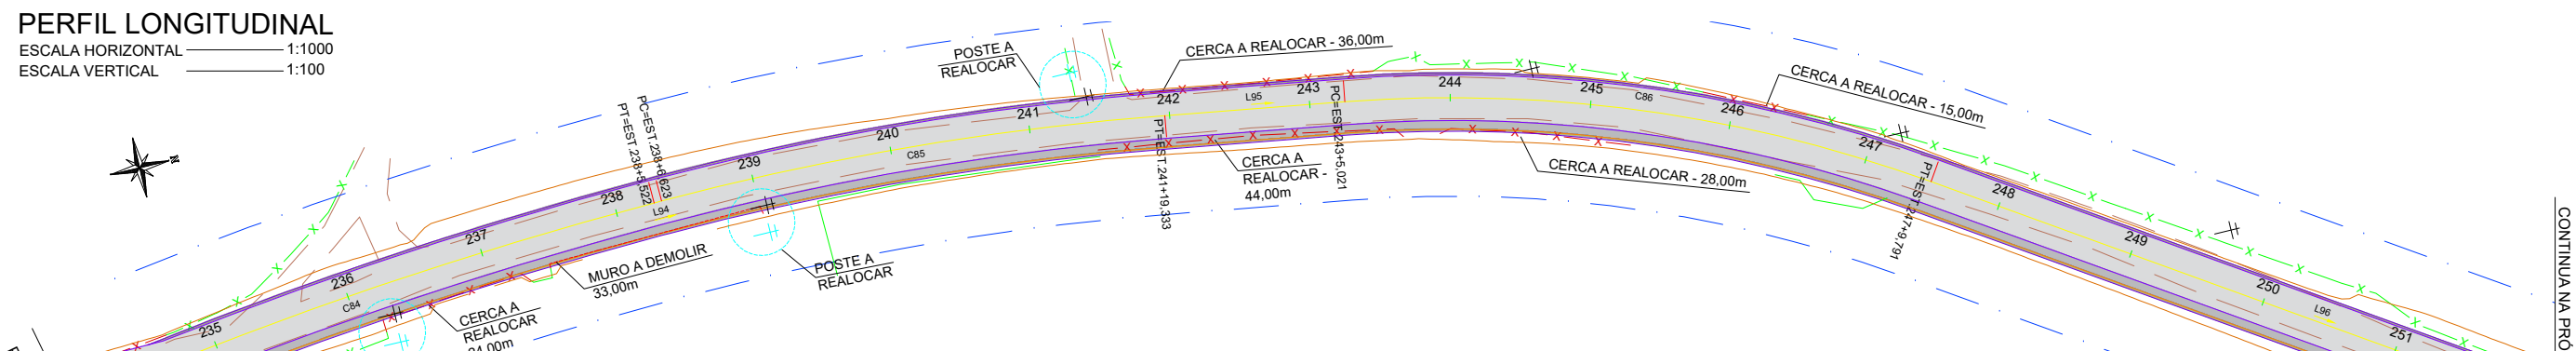 PERFIL LONGITUDINAL
ESCALA HORIZONTAL 1:1000
ESCALA VERTICAL 1:100
N
235
C84
236
237
238
PT=EST.238+5,522
PC=EST.238+6,623
L94
239
240
C85
241
242
PT=EST.241+19,333
L95
243
PC=EST.243+5,021
244
245
C86
246
247
PT=EST.247+9,791
248
249
250
L96
251
CERCA A
REALOCAR
MURO A DEMOLIR
33,00m
POSTE A
REALOCAR
POSTE A
REALOCAR
CERCA A REALOCAR - 36,00m
CERCA A
REALOCAR -
44,00m
CERCA A REALOCAR - 28,00m
CERCA A REALOCAR - 15,00m
CONTINUA NA